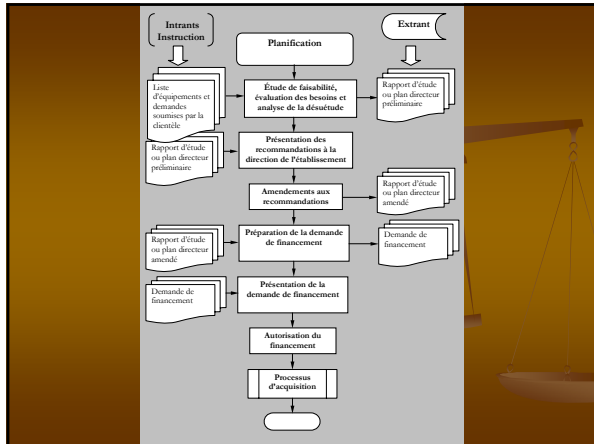 Intrants
Instruction
Planification
Extrant
Liste
d'équipements et
demandes
soumises par la
clientèle
Étude de faisabilité,
évaluation des besoins et
analyse de la désuétude
Rapport d'étude
ou plan directeur
préliminaire
Rapport d'étude
ou plan directeur
préliminaire
Présentation des
recommandations à la
direction de l'établissement
Amendements aux
recommandations
Rapport d'étude
ou plan directeur
amendé
Rapport d'étude
ou plan directeur
amendé
Préparation de la demande
de financement
Demande de
financement
Demande de
financement
Présentation de la
demande de financement
Autorisation du
financement
Processus
d'acquisition